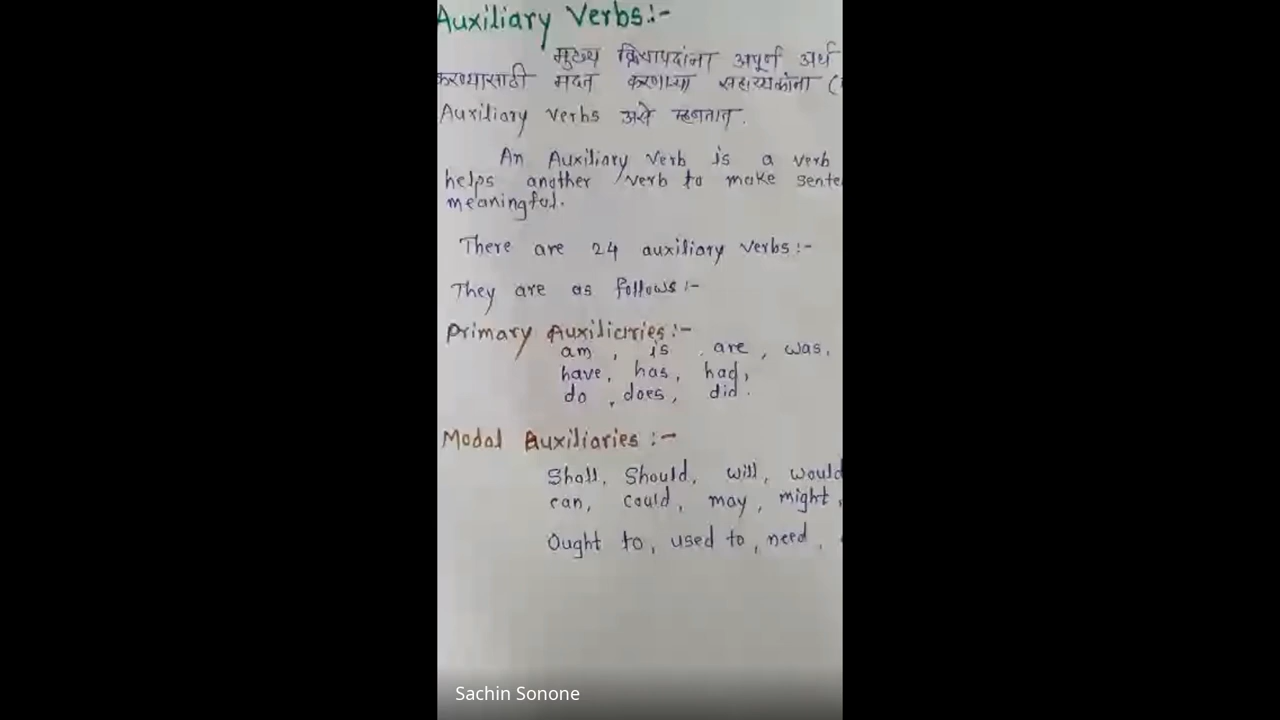 Auxiliary Verbs:-
मुख्य क्रियापदांना अपूर्ण अर्थ
करण्यासाठी मदत करणाऱ्या सहाय्यकांना (
Auxiliary verbs असे म्हणतात.
An Auxiliary verb is a verb
helps another verb to make sente
meaningful.
There are 24 auxiliary verbs:-
They are as follows:-
Primary Auxiliaries:-
am, is, are, was,
have, has, had,
do, does, did.
Modal Auxiliaries:-
Shall, Should, will, would
can, could, may, might,
Ought to, used to, need,
Sachin Sonone